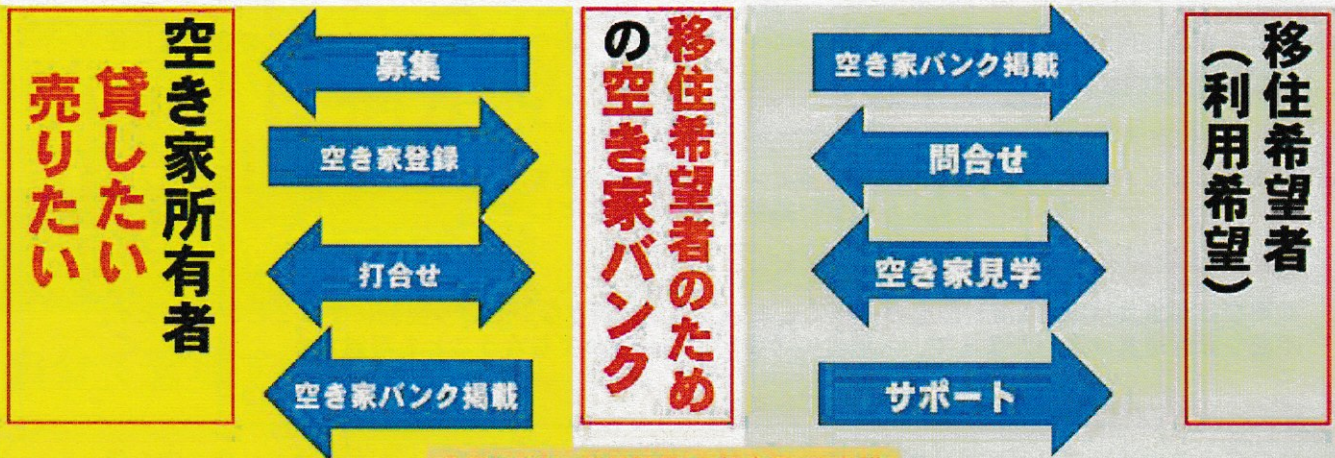 空き家所有者
貸したい
売りたい
募集
空き家登録
打合せ
空き家バンク掲載
移住希望者のため
の空き家バンク
空き家バンク掲載
問合せ
空き家見学
サポート
移住希望者
（利用希望）